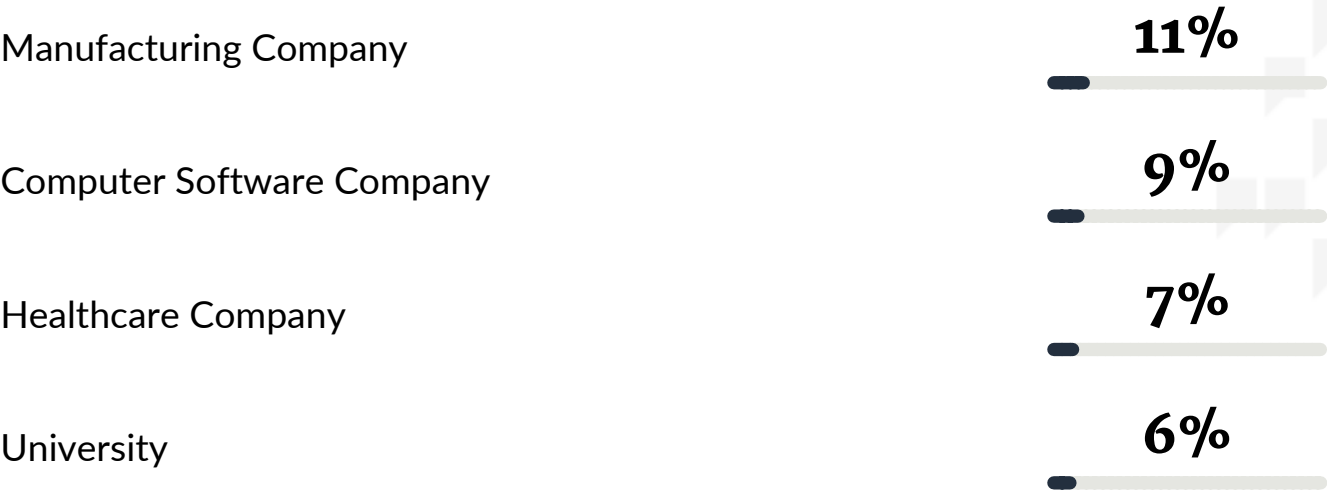 Manufacturing Company 11%
Computer Software Company 9%
Healthcare Company 7%
University 6%